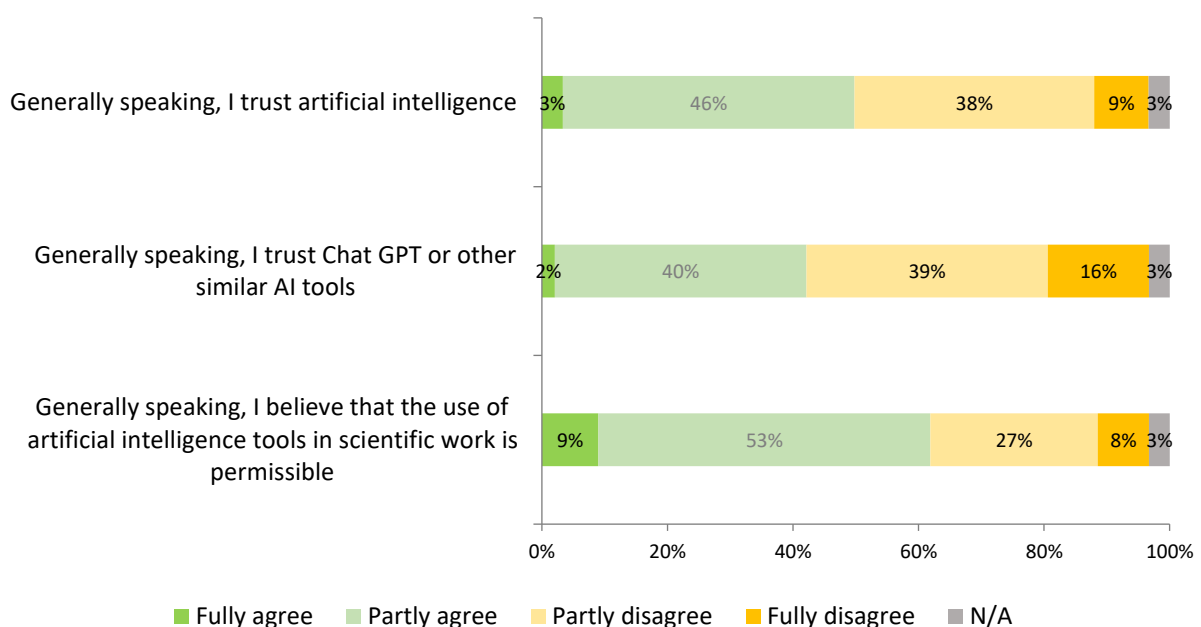 Generally speaking, I trust artificial intelligence
3% 46% 38% 9% 3%
Generally speaking, I trust Chat GPT or other
similar AI tools
2% 40% 39% 16% 3%
Generally speaking, I believe that the use of
artificial intelligence tools in scientific work is
permissible
9% 53% 27% 8% 3%
0% 20% 40% 60% 80% 100%
Fully agree Partly agree Partly disagree Fully disagree N/A